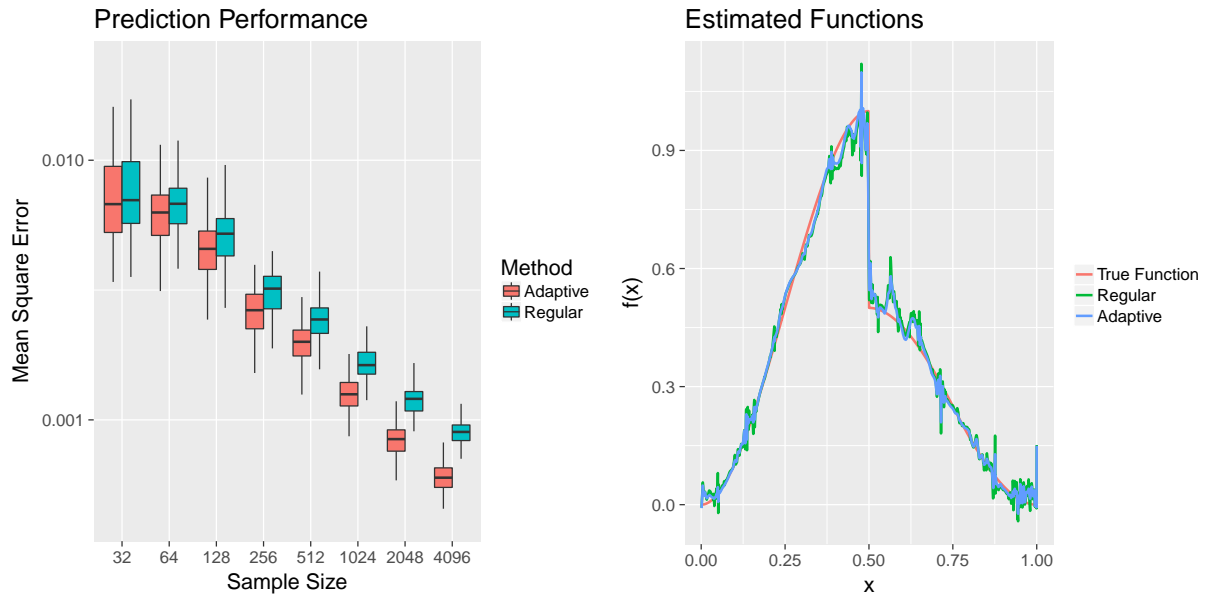 Prediction Performance
Mean Square Error
0.010
0.001
32 64 128 256 512 1024 2048 4096
Sample Size
Method
Adaptive
Regular
Estimated Functions
f(x)
0.9
0.6
0.3
0.0
0.00 0.25 0.50 0.75 1.00
x
True Function
Regular
Adaptive